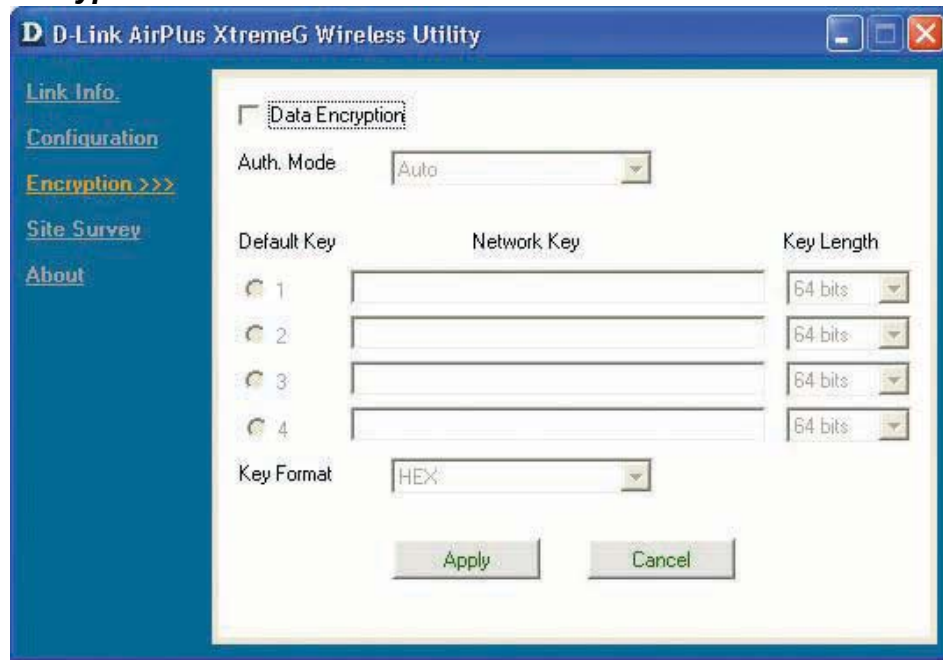 D-Link AirPlus XtremeG Wireless Utility
Link Info.
Configuration
Encryption >>>
Site Survey
About
Data Encryption
Auth. Mode
Auto
Default Key
Network Key
Key Length
1
64 bits
2
64 bits
3
64 bits
4
64 bits
Key Format
HEX
Apply
Cancel